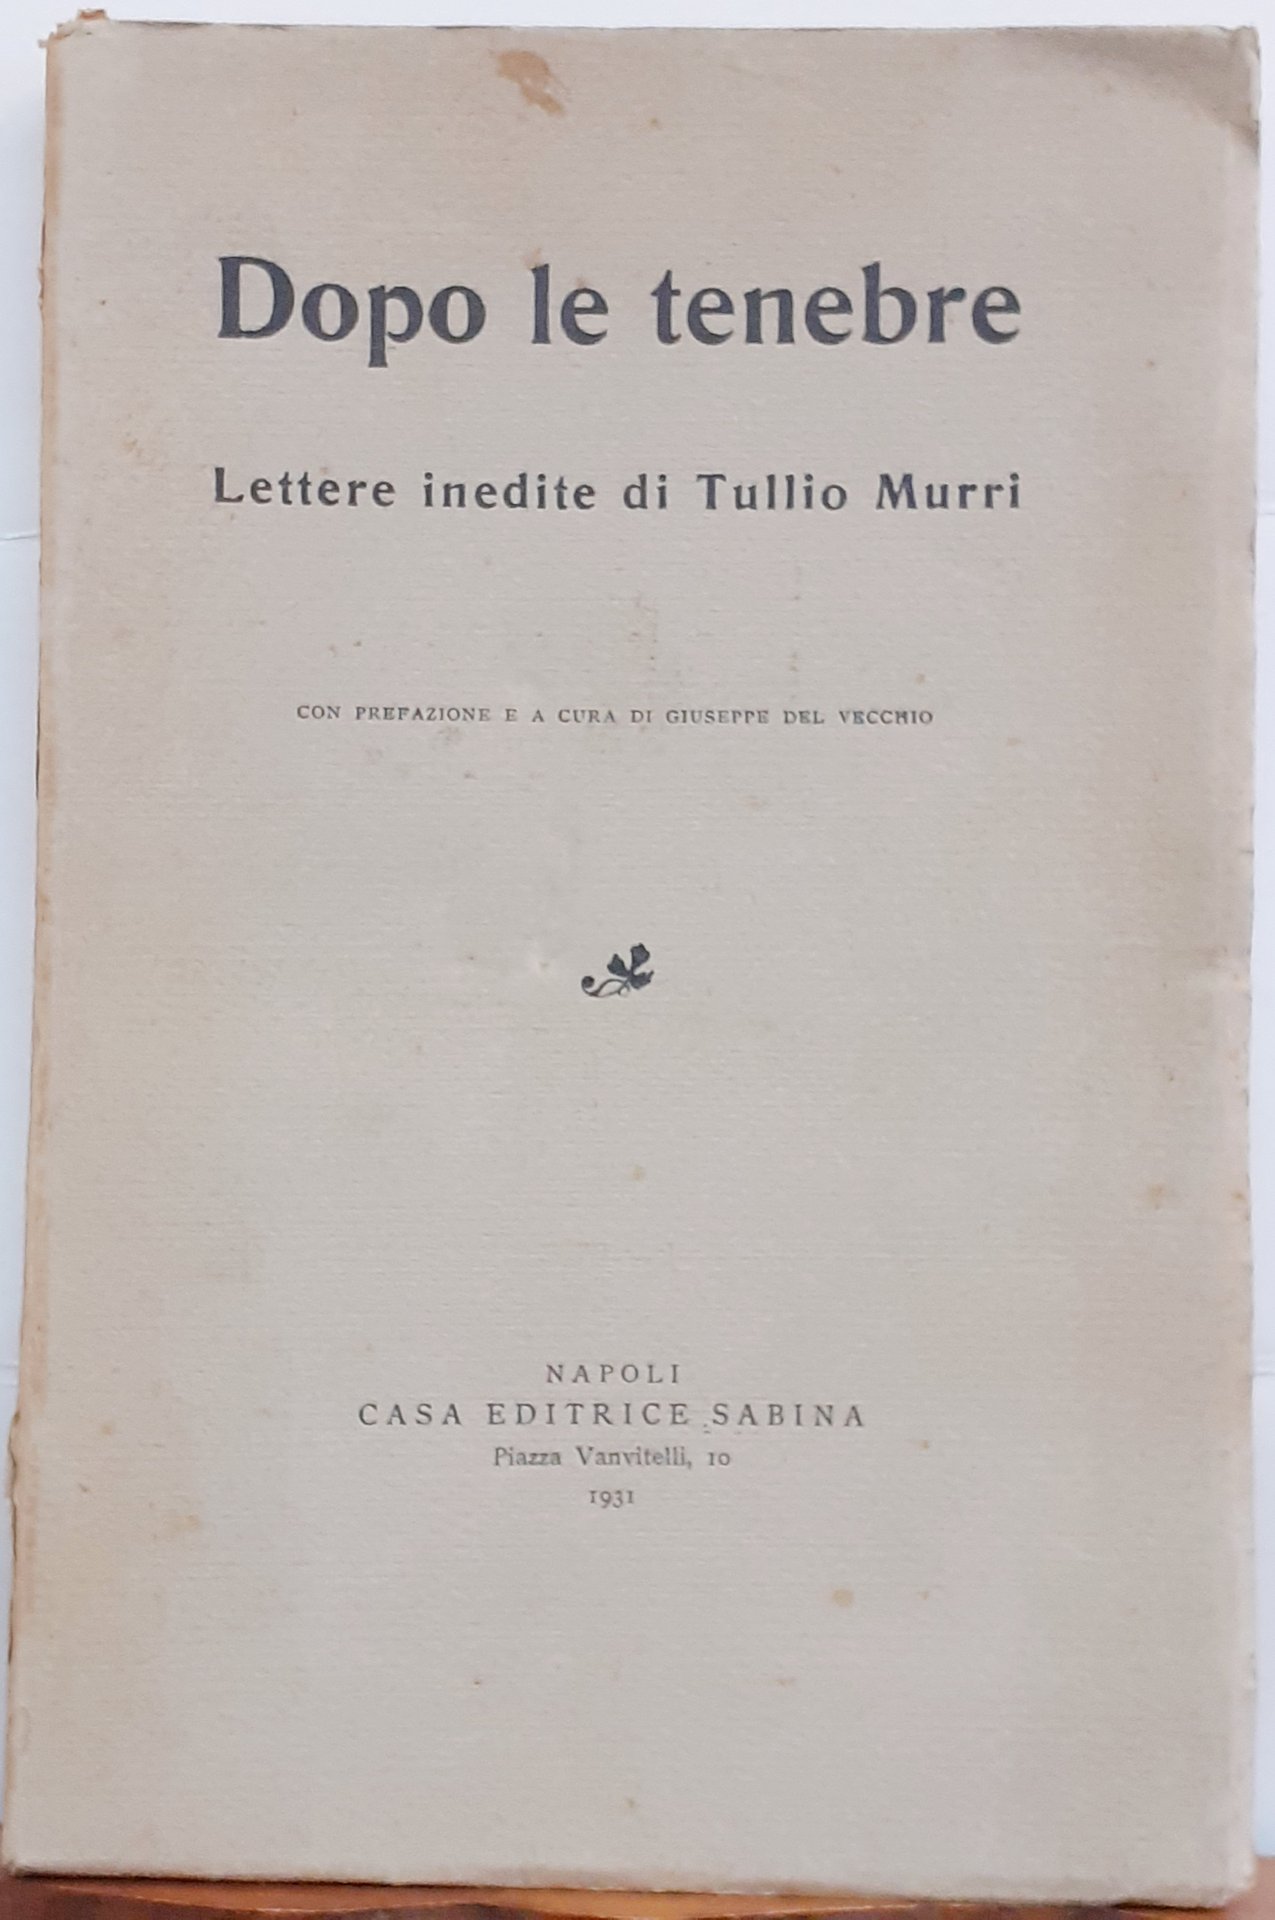 Dopo le tenebre
Lettere inedite di Tullio Murri
CON PREFAZIONE E A CURA DI GIUSEPPE DEL VECCHIO
NAPOLI
CASA EDITRICE SABINA
Piazza Vanvitelli, 10
1931